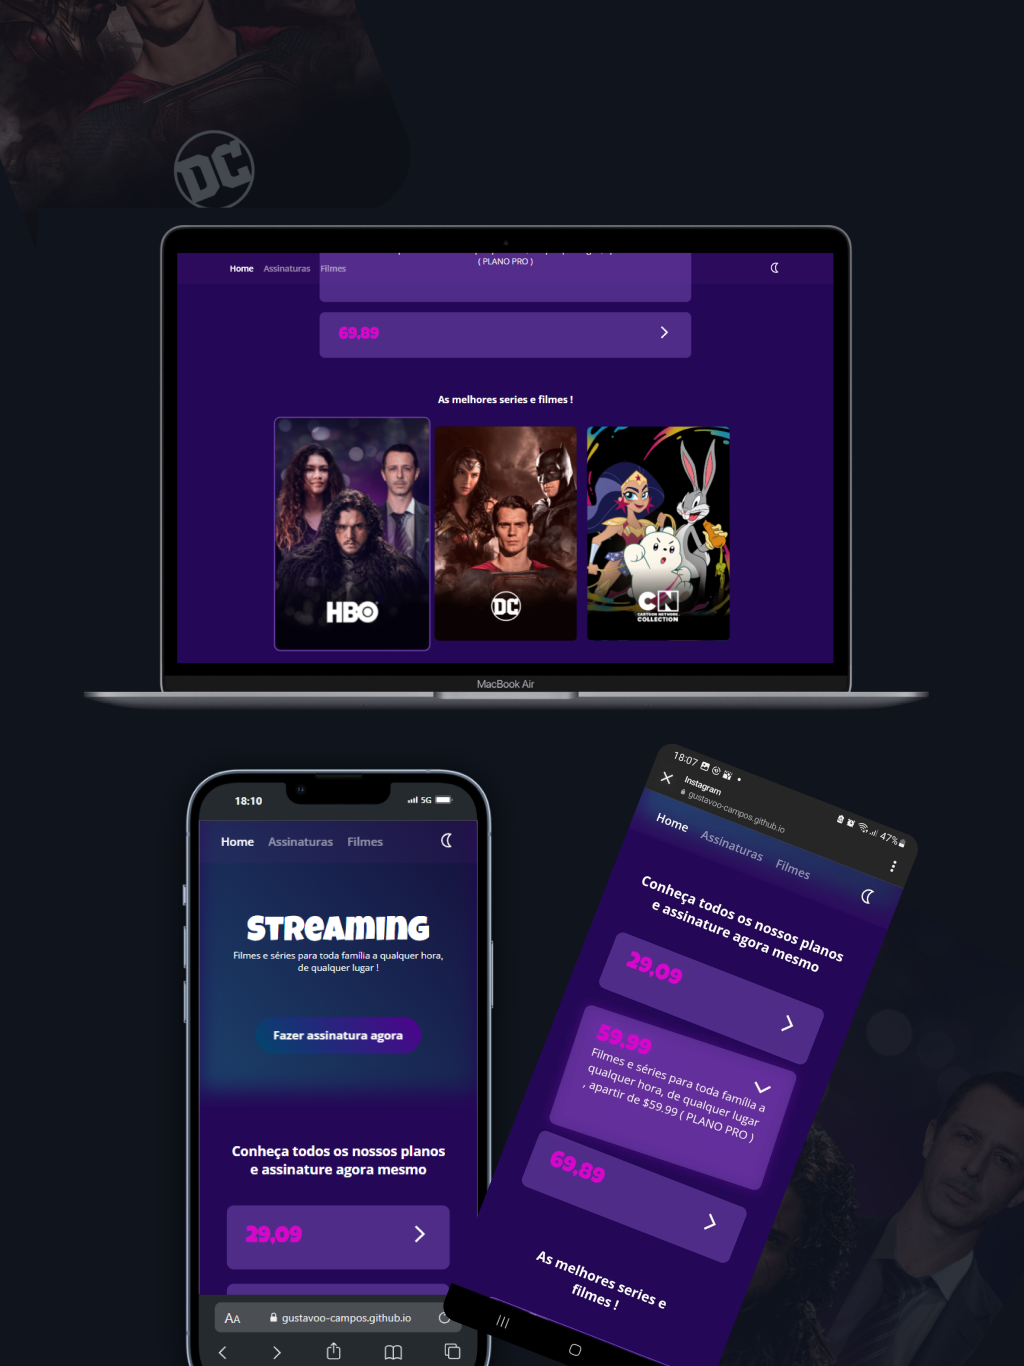 DC
Home Assinaturas Filmes
( PLANO PRO )
69,89
As melhores series e filmes !
HBO
DC
CN
CARTOON NETWORK
COLLECTION
MacBook Air
18:10
5G
Home Assinaturas Filmes
STREAMING
Filmes e séries para toda família a qualquer hora,
de qualquer lugar !
Fazer assinatura agora
Conheça todos os nossos planos
e assinature agora mesmo
29,09
AA gustavoo-campos.github.io
18:07
47%
Instagram
gustavoo-campos.github.io
Home Assinaturas Filmes
Conheça todos os nossos planos
e assinature agora mesmo
29,09
59,99
Filmes e séries para toda família a
qualquer hora, de qualquer lugar
, apartir de $59.99 ( PLANO PRO )
69,89
As melhores series e
filmes !